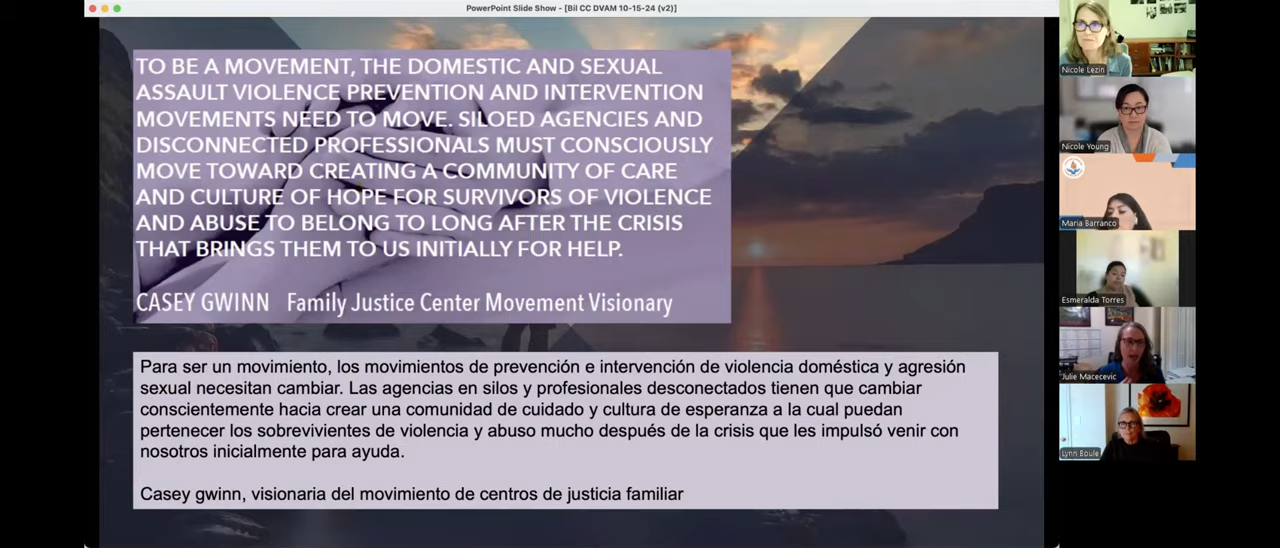 PowerPoint Slide Show - [Bil CC DVAM 10-15-24 (v2)]
TO BE A MOVEMENT, THE DOMESTIC AND SEXUAL
ASSAULT VIOLENCE PREVENTION AND INTERVENTION
MOVEMENTS NEED TO MOVE. SILOED AGENCIES AND
DISCONNECTED PROFESSIONALS MUST CONSCIOUSLY
MOVE TOWARD CREATING A COMMUNITY OF CARE
AND CULTURE OF HOPE FOR SURVIVORS OF VIOLENCE
AND ABUSE TO BELONG TO LONG AFTER THE CRISIS
THAT BRINGS THEM TO US INITIALLY FOR HELP.
CASEY GWINN Family Justice Center Movement Visionary
Para ser un movimiento, los movimientos de prevención e intervención de violencia doméstica y agresión
sexual necesitan cambiar. Las agencias en silos y profesionales desconectados tienen que cambiar
conscientemente hacia crear una comunidad de cuidado y cultura de esperanza a la cual puedan
pertenecer los sobrevivientes de violencia y abuso mucho después de la crisis que les impulsó venir con
nosotros inicialmente para ayuda.
Casey gwinn, visionaria del movimiento de centros de justicia familiar
Nicole Lezin
Nicole Young
Maria Barranco
Esmeralda Torres
Julie Macecevic
Lynn Boule